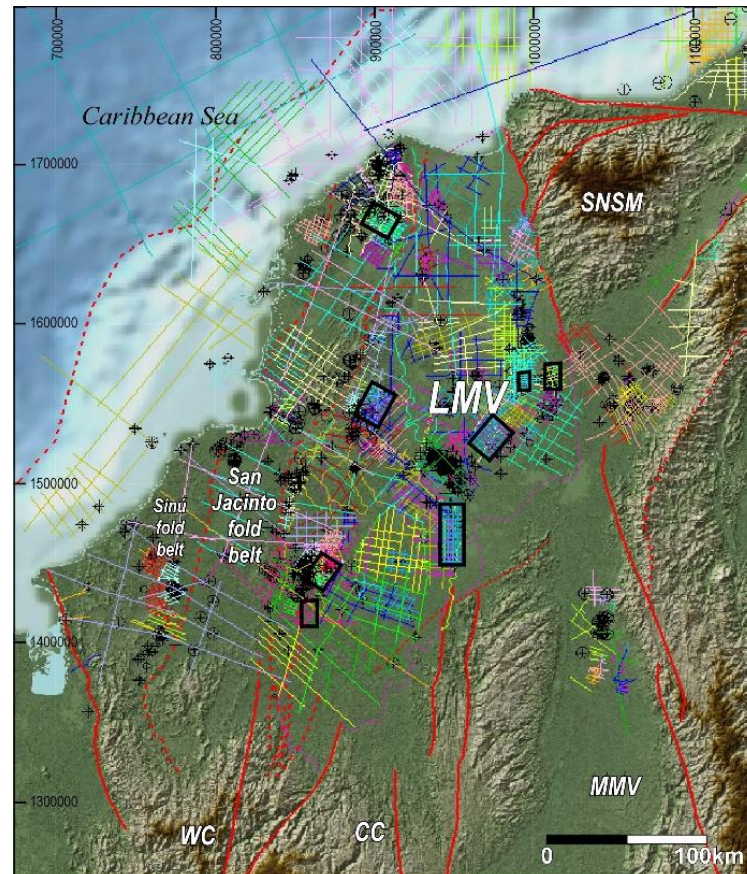 700000
800000
900000
1000000
Caribbean Sea
1700000
SNSM
1600000
LMV
1500000
San
Jacinto
fold
belt
Sinú
fold
belt
1400000
1300000
MMV
WC
CC
0
100km